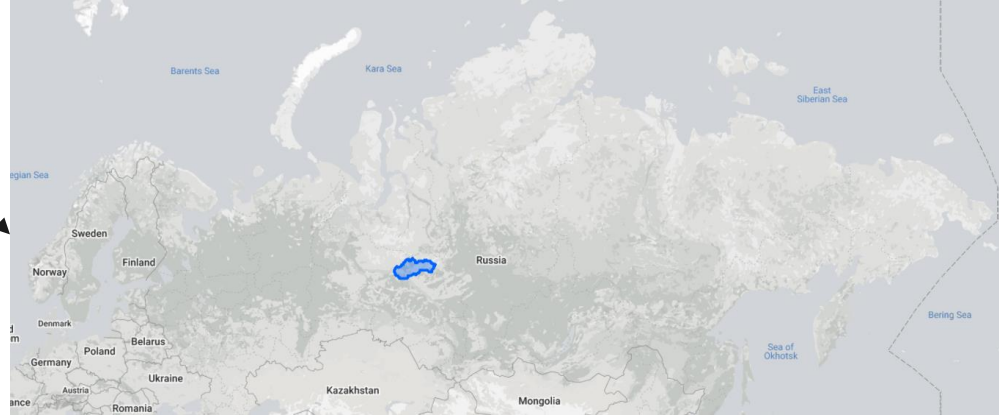 Barents Sea
Kara Sea
East
Siberian Sea
egian Sea
Sweden
Finland
Norway
Russia
Denmark
d
om
Belarus
Poland
Germany
Ukraine
Austria
ance
Romania
Kazakhstan
Mongolia
Sea of
Okhotsk
Bering Sea